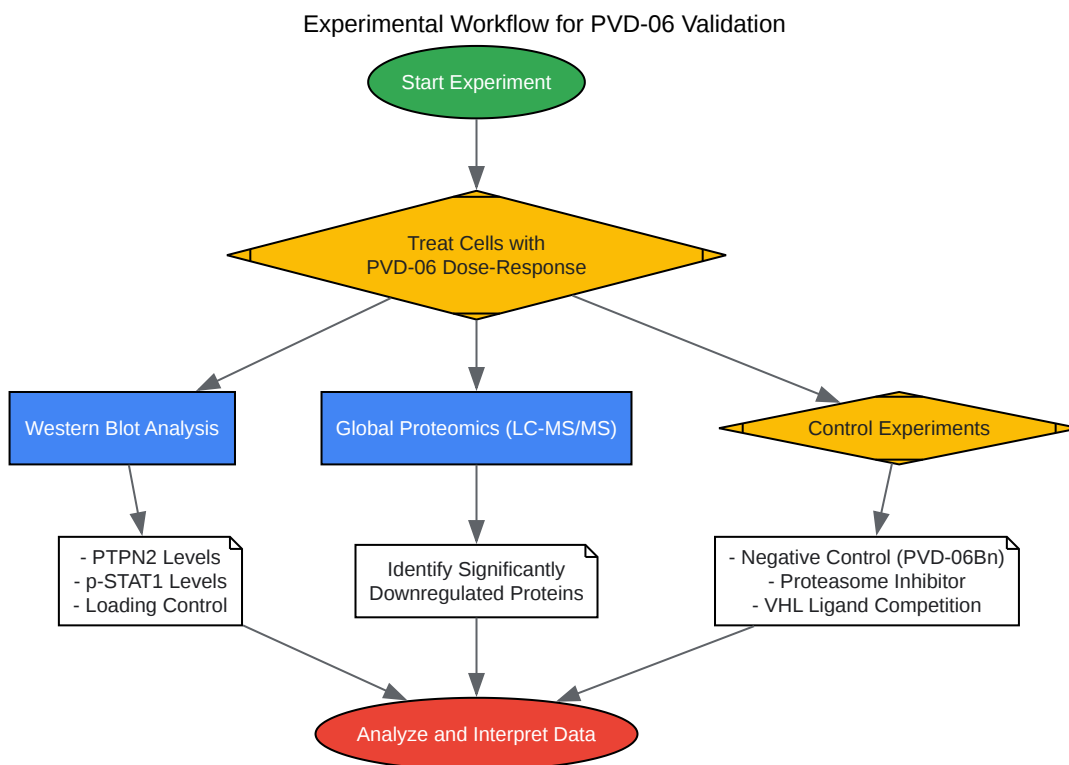 Experimental Workflow for PVD-06 Validation
Start Experiment
Treat Cells with
PVD-06 Dose-Response
Western Blot Analysis
Global Proteomics (LC-MS/MS)
Control Experiments
- PTPN2 Levels
- p-STAT1 Levels
- Loading Control
Identify Significantly
Downregulated Proteins
- Negative Control (PVD-06Bn)
- Proteasome Inhibitor
- VHL Ligand Competition
Analyze and Interpret Data